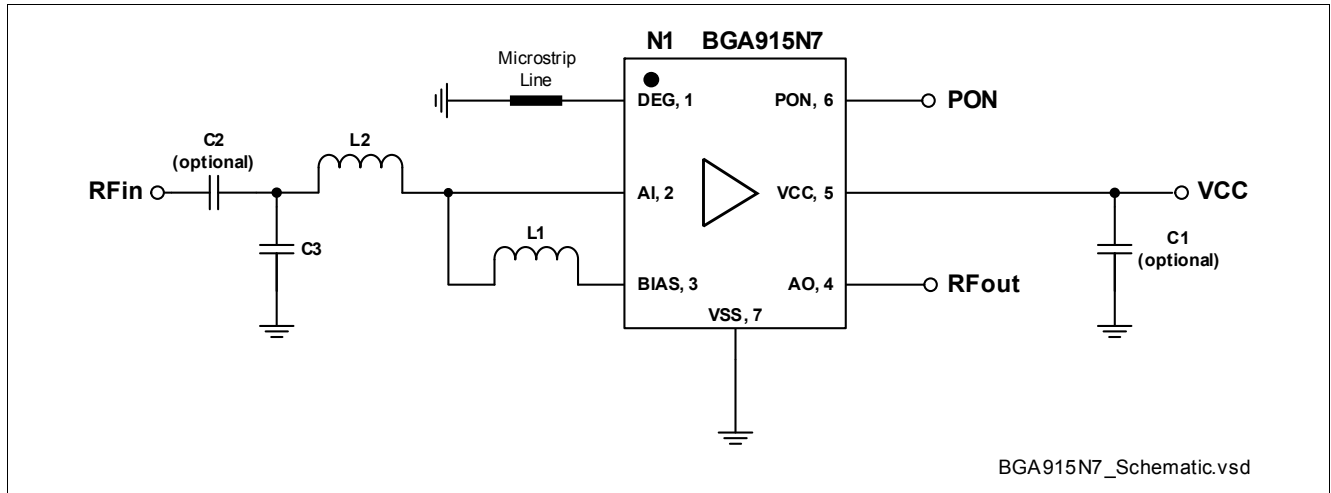 N1 BGA915N7
Microstrip
Line
DEG, 1
PON, 6
PON
C2
(optional)
L2
RFin
AI, 2
VCC, 5
VCC
C3
L1
C1
(optional)
BIAS, 3
AO, 4
RFout
VSS, 7
BGA915N7_Schematic.vsd